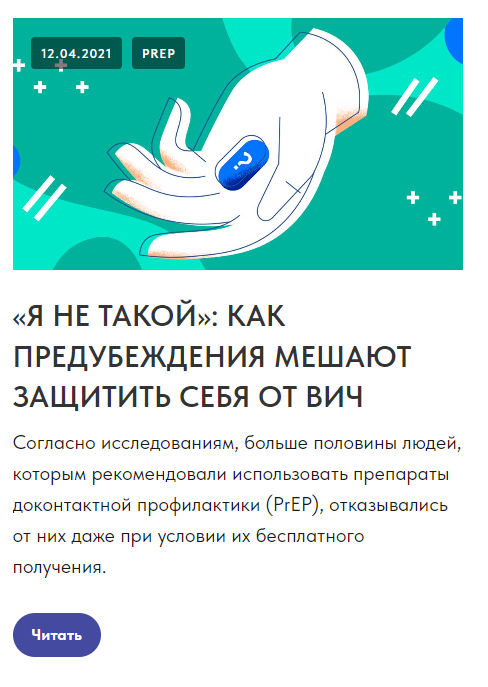 12.04.2021 PREP
?
«Я НЕ ТАКОЙ»: КАК
ПРЕДУБЕЖДЕНИЯ МЕШАЮТ
ЗАЩИТИТЬ СЕБЯ ОТ ВИЧ
Согласно исследованиям, больше половины людей,
которым рекомендовали использовать препараты
доконтактной профилактики (PrEP), отказывались
от них даже при условии их бесплатного
получения.
Читать